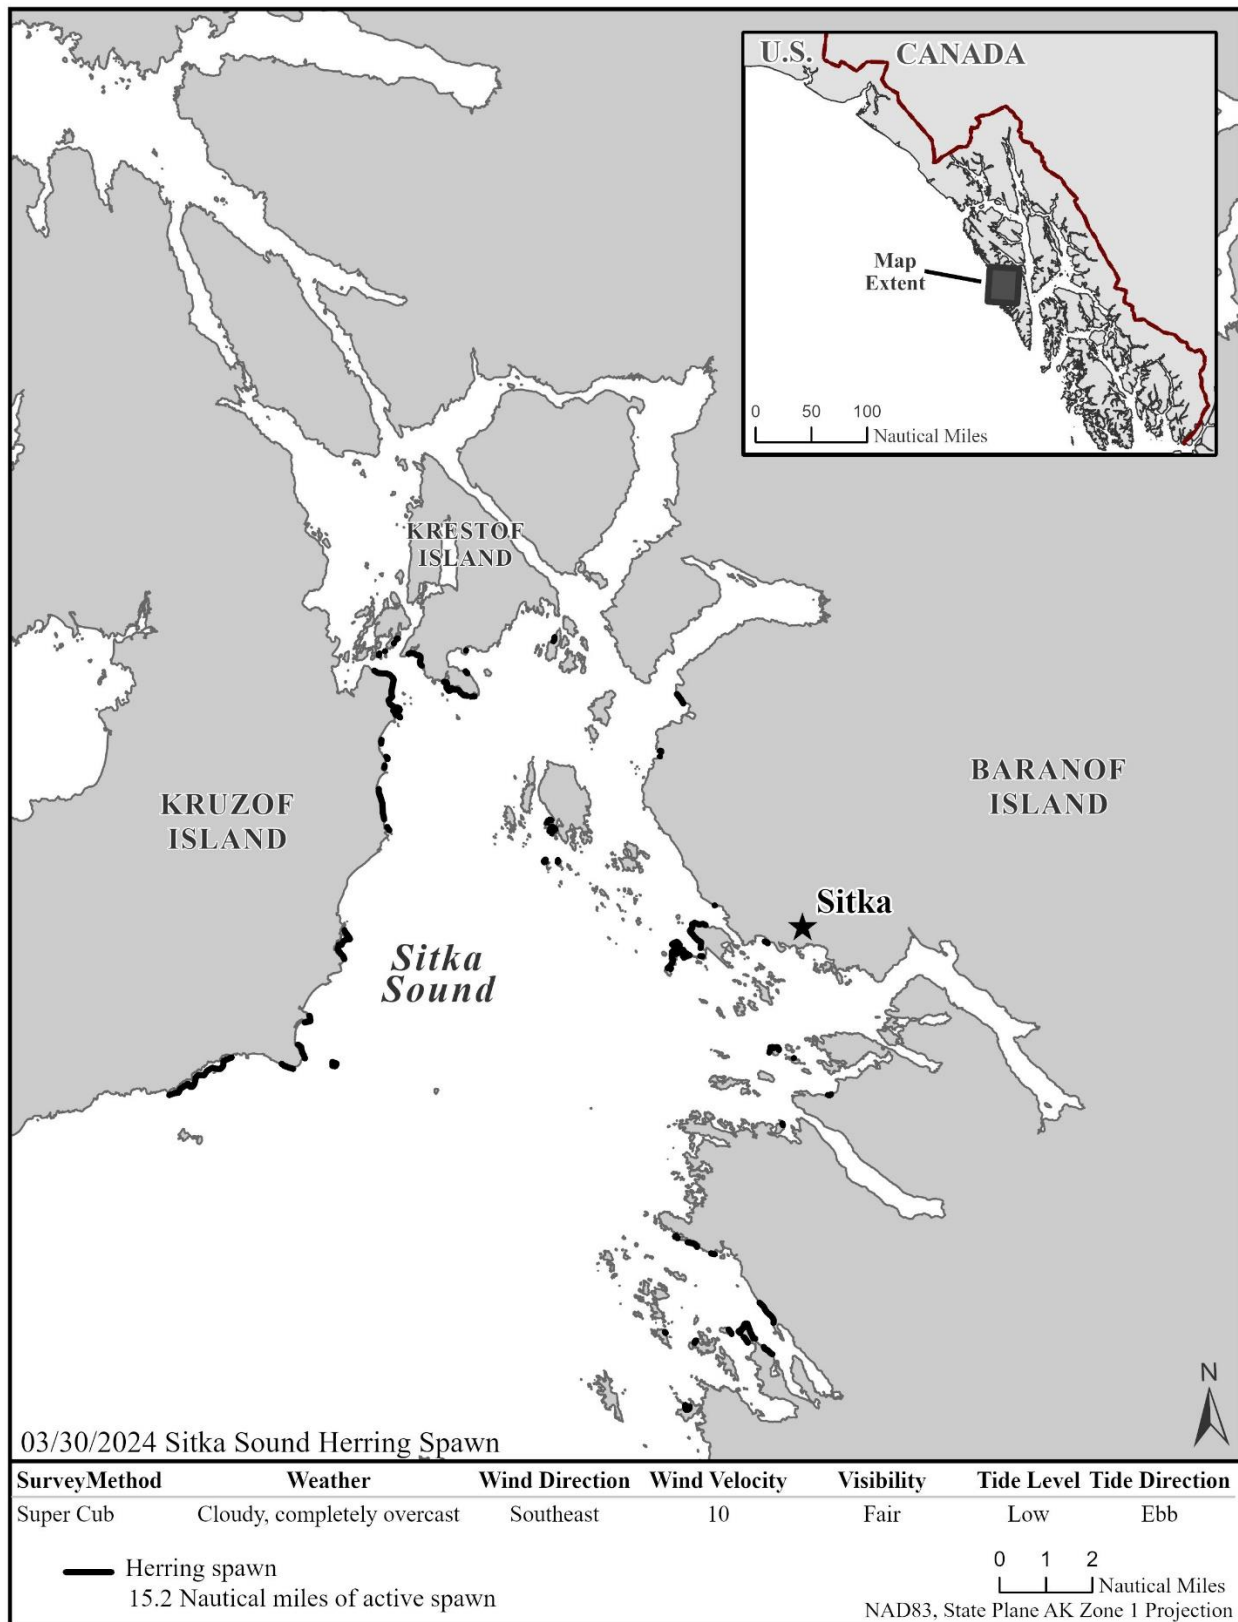 U.S.
CANADA
Map
Extent
0 50 100
Nautical Miles
KRESTOF
ISLAND
KRUZOF
ISLAND
BARANOF
ISLAND
Sitka
Sitka
Sound
N
03/30/2024 Sitka Sound Herring Spawn
SurveyMethod Weather Wind Direction Wind Velocity Visibility Tide Level Tide Direction
Super Cub Cloudy, completely overcast Southeast 10 Fair Low Ebb
Herring spawn
15.2 Nautical miles of active spawn
0 1 2
Nautical Miles
NAD83, State Plane AK Zone 1 Projection